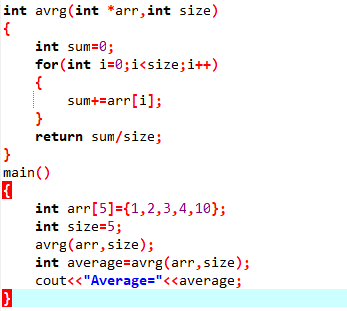 int avrg(int *arr,int size)
{
    int sum=0;
    for(int i=0;i<size;i++)
    {
        sum+=arr[i];
    }
    return sum/size;
}
main()
{
    int arr[5]={1,2,3,4,10};
    int size=5;
    avrg(arr,size);
    int average=avrg(arr,size);
    cout<<"Average="<<average;
}